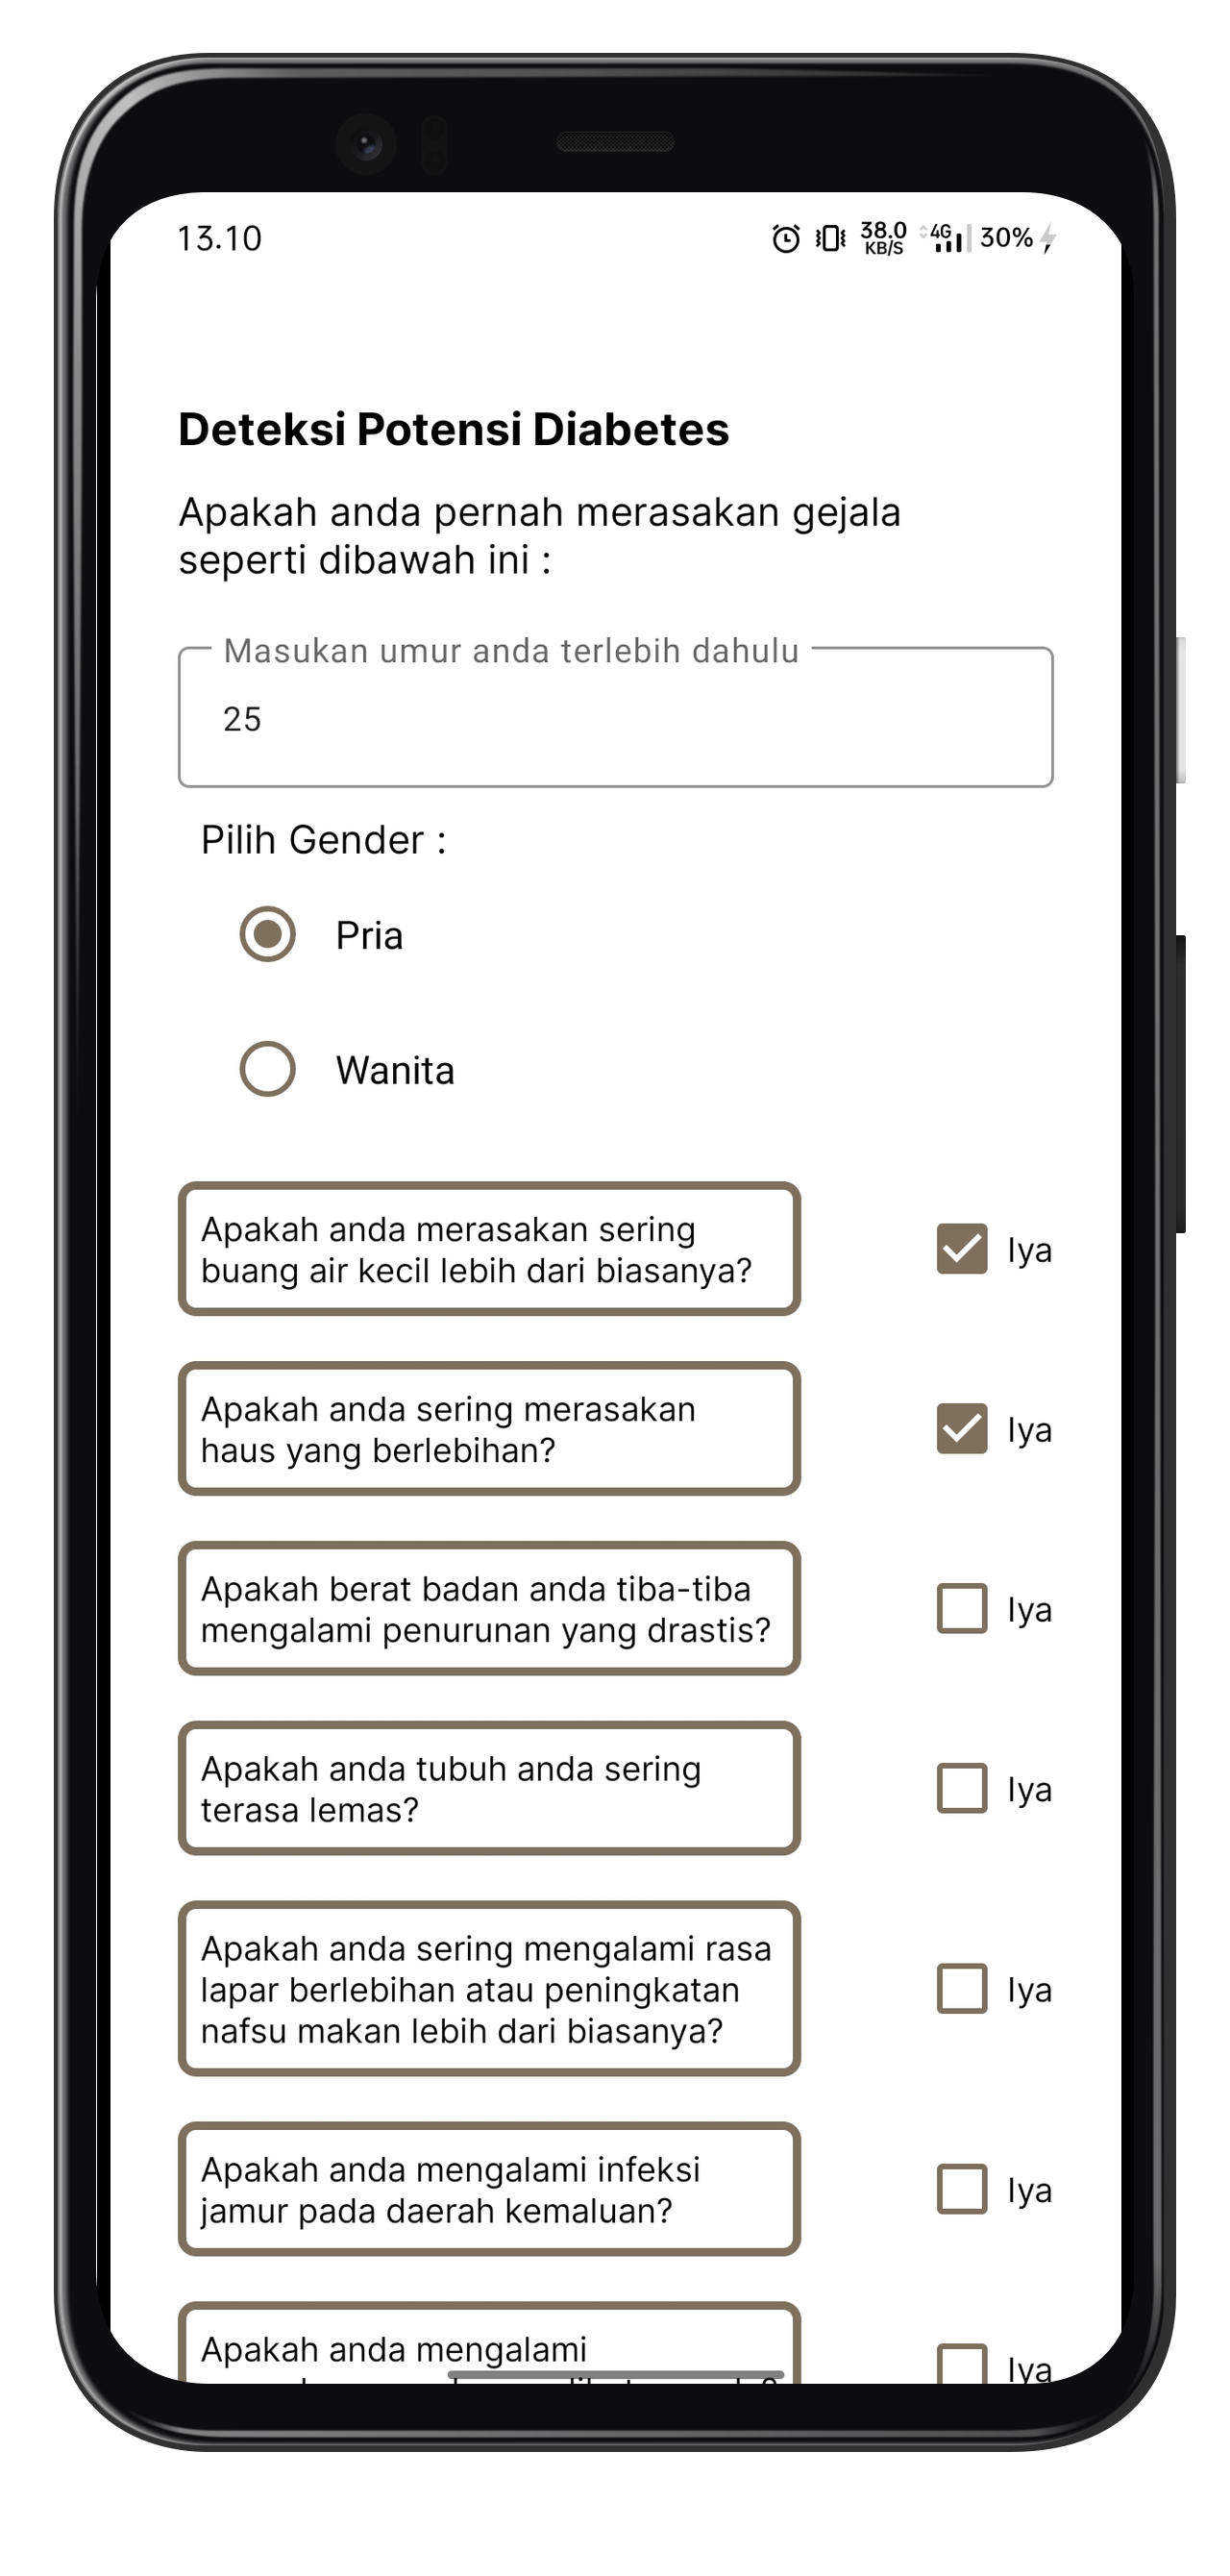 13.10
38.0
KB/S
4G
30%
Deteksi Potensi Diabetes
Apakah anda pernah merasakan gejala
seperti dibawah ini :
Masukan umur anda terlebih dahulu
25
Pilih Gender :
Pria
Wanita
Apakah anda merasakan sering
buang air kecil lebih dari biasanya?
Iya
Apakah anda sering merasakan
haus yang berlebihan?
Iya
Apakah berat badan anda tiba-tiba
mengalami penurunan yang drastis?
Iya
Apakah anda tubuh anda sering
terasa lemas?
Iya
Apakah anda sering mengalami rasa
lapar berlebihan atau peningkatan
nafsu makan lebih dari biasanya?
Iya
Apakah anda mengalami infeksi
jamur pada daerah kemaluan?
Iya
Apakah anda mengalami
Iya